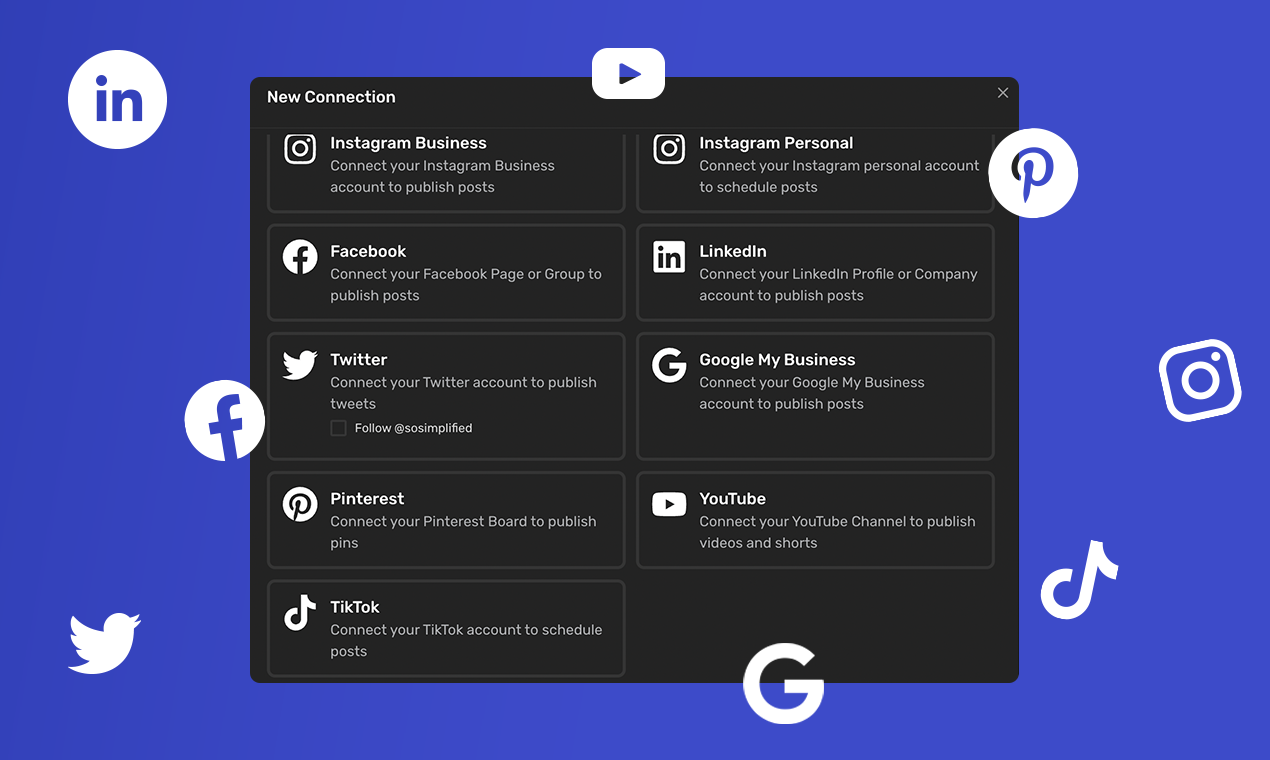 New Connection
Instagram Business
Connect your Instagram Business
account to publish posts
Instagram Personal
Connect your Instagram personal account
to schedule posts
Facebook
Connect your Facebook Page or Group to
publish posts
LinkedIn
Connect your LinkedIn Profile or Company
account to publish posts
Twitter
Connect your Twitter account to publish
tweets
Follow @sosimplified
Google My Business
Connect your Google My Business
account to publish posts
Pinterest
Connect your Pinterest Board to publish
pins
YouTube
Connect your YouTube Channel to publish
videos and shorts
TikTok
Connect your TikTok account to schedule
posts